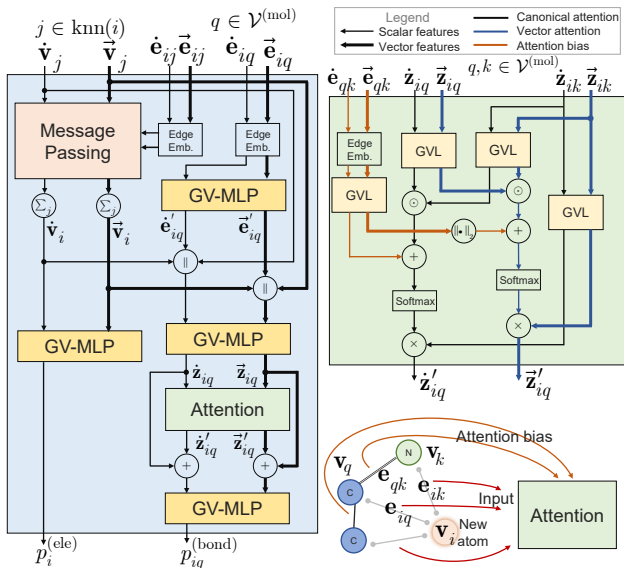 j ∈ knn(i)
q ∈ 𝒱^(mol)
v̇_j v⃗_j ė_ij e⃗_ij ė_iq e⃗_iq
Message
Passing
Edge
Emb.
Edge
Emb.
GV-MLP
Σ_j Σ_j
v̇_i v⃗_i
ė′_iq e⃗′_iq
||
||
GV-MLP
GV-MLP
ż_iq z⃗_iq
Attention
ż′_iq z⃗′_iq
+ +
GV-MLP
p_i^(ele)
p_iq^(bond)
Legend
Scalar features
Vector features
Canonical attention
Vector attention
Attention bias
q, k ∈ 𝒱^(mol)
ė_qk e⃗_qk ż_iq z⃗_iq ż_ik z⃗_ik
Edge
Emb.
GVL
GVL
GVL
GVL
⊙ ⊙
||•||₂
+
+
Softmax
Softmax
×
×
ż′_iq z⃗′_iq
Attention bias
N
v_k
v_q
e_qk
e_ik
C
Input
e_iq
C
v_i
New
atom
Attention